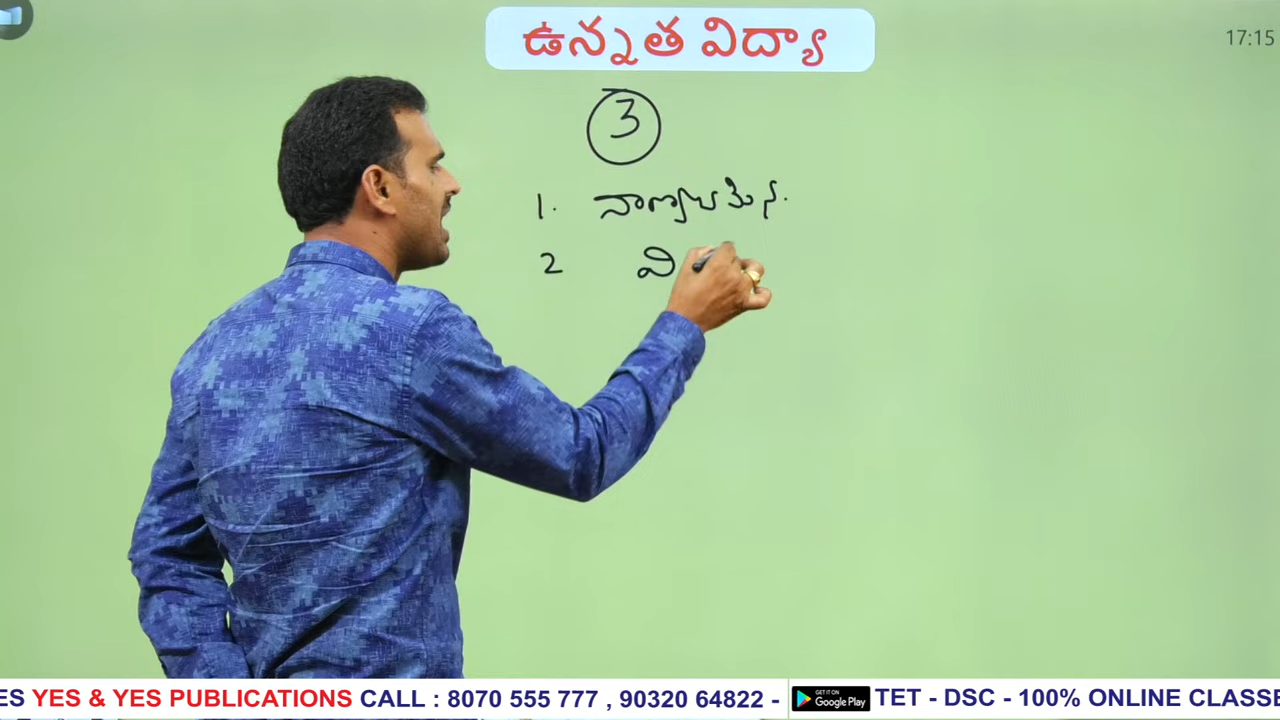 ఉన్నత విద్యా
17:15
3
1. నాణ్యమైన.
2 వి
ES YES & YES PUBLICATIONS CALL : 8070 555 777 , 90320 64822 - GET IT ON Google Play TET - DSC - 100% ONLINE CLASSE